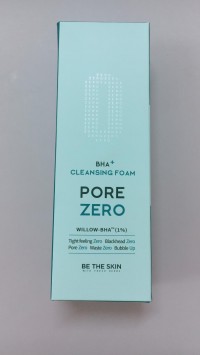 BHA+
CLEANSING FOAM
PORE
ZERO
WILLOW-BHA™(1%)
Tight feeling Zero Blackhead Zero
Pore Zero Waste Zero Bubble Up
BE THE SKIN